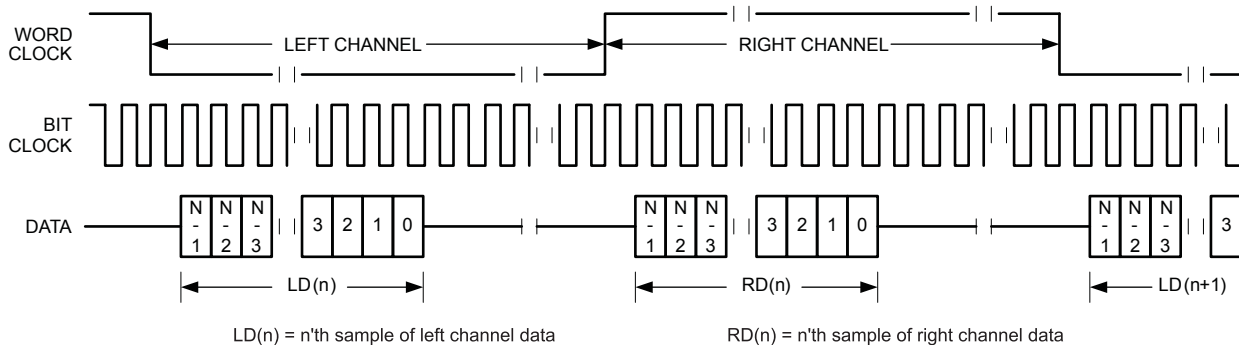 WORD
CLOCK
LEFT CHANNEL
RIGHT CHANNEL
BIT
CLOCK
DATA
N-1 N-2 N-3 3 2 1 0 N-1 N-2 N-3 3 2 1 0 N-1 N-2 N-3 3
LD(n)
RD(n)
LD(n+1)
LD(n) = n'th sample of left channel data
RD(n) = n'th sample of right channel data